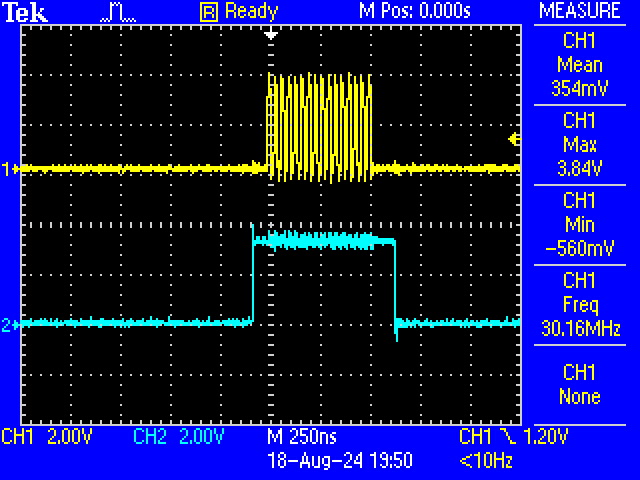 Tek R Ready M Pos: 0.000s MEASURE
CH1
Mean
354mV
CH1
Max
3.84V
CH1
Min
-560mV
CH1
Freq
30.16MHz
CH1
None
1
2
CH1 2.00V CH2 2.00V M 250ns CH1 1.20V
18-Aug-24 19:50 <10Hz